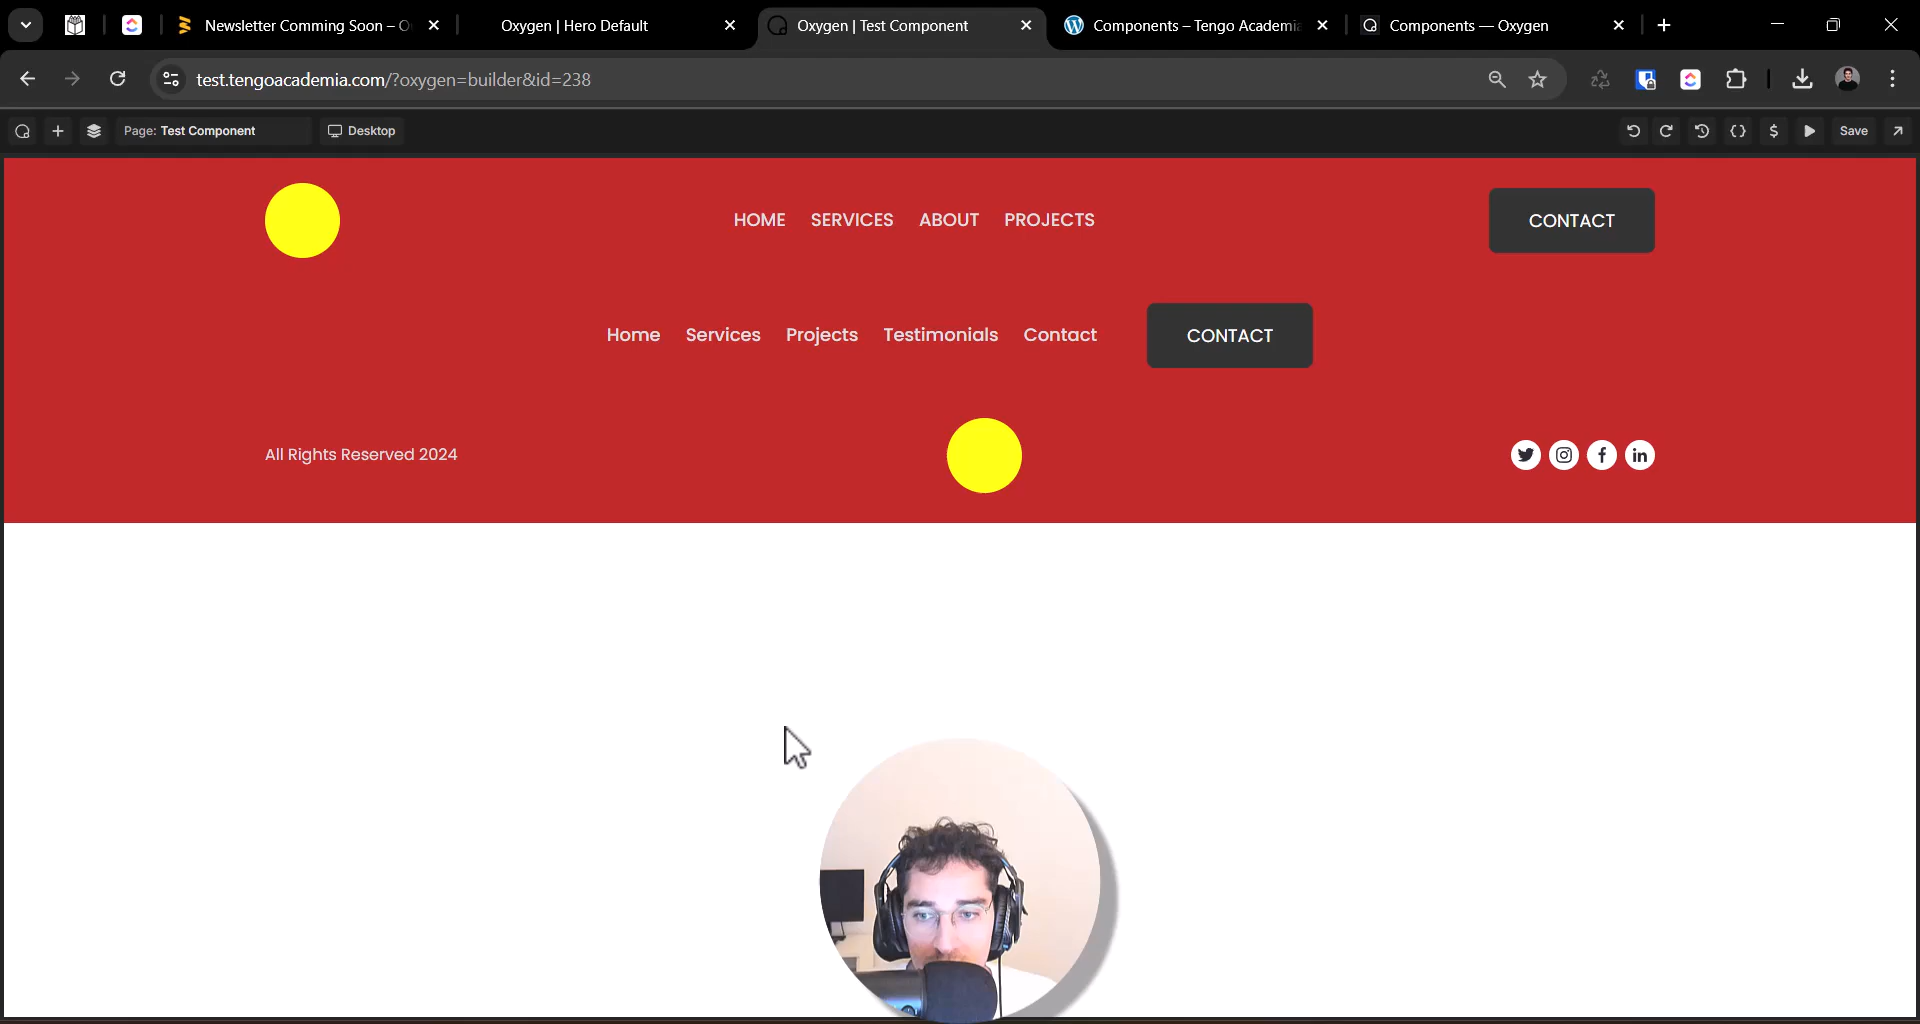 Newsletter Comming Soon – O
Oxygen | Hero Default
Oxygen | Test Component
Components – Tengo Academia
Components — Oxygen
test.tengoacademia.com/?oxygen=builder&id=238
Page: Test Component
Desktop
Save
HOME SERVICES ABOUT PROJECTS
CONTACT
Home Services Projects Testimonials Contact
CONTACT
All Rights Reserved 2024